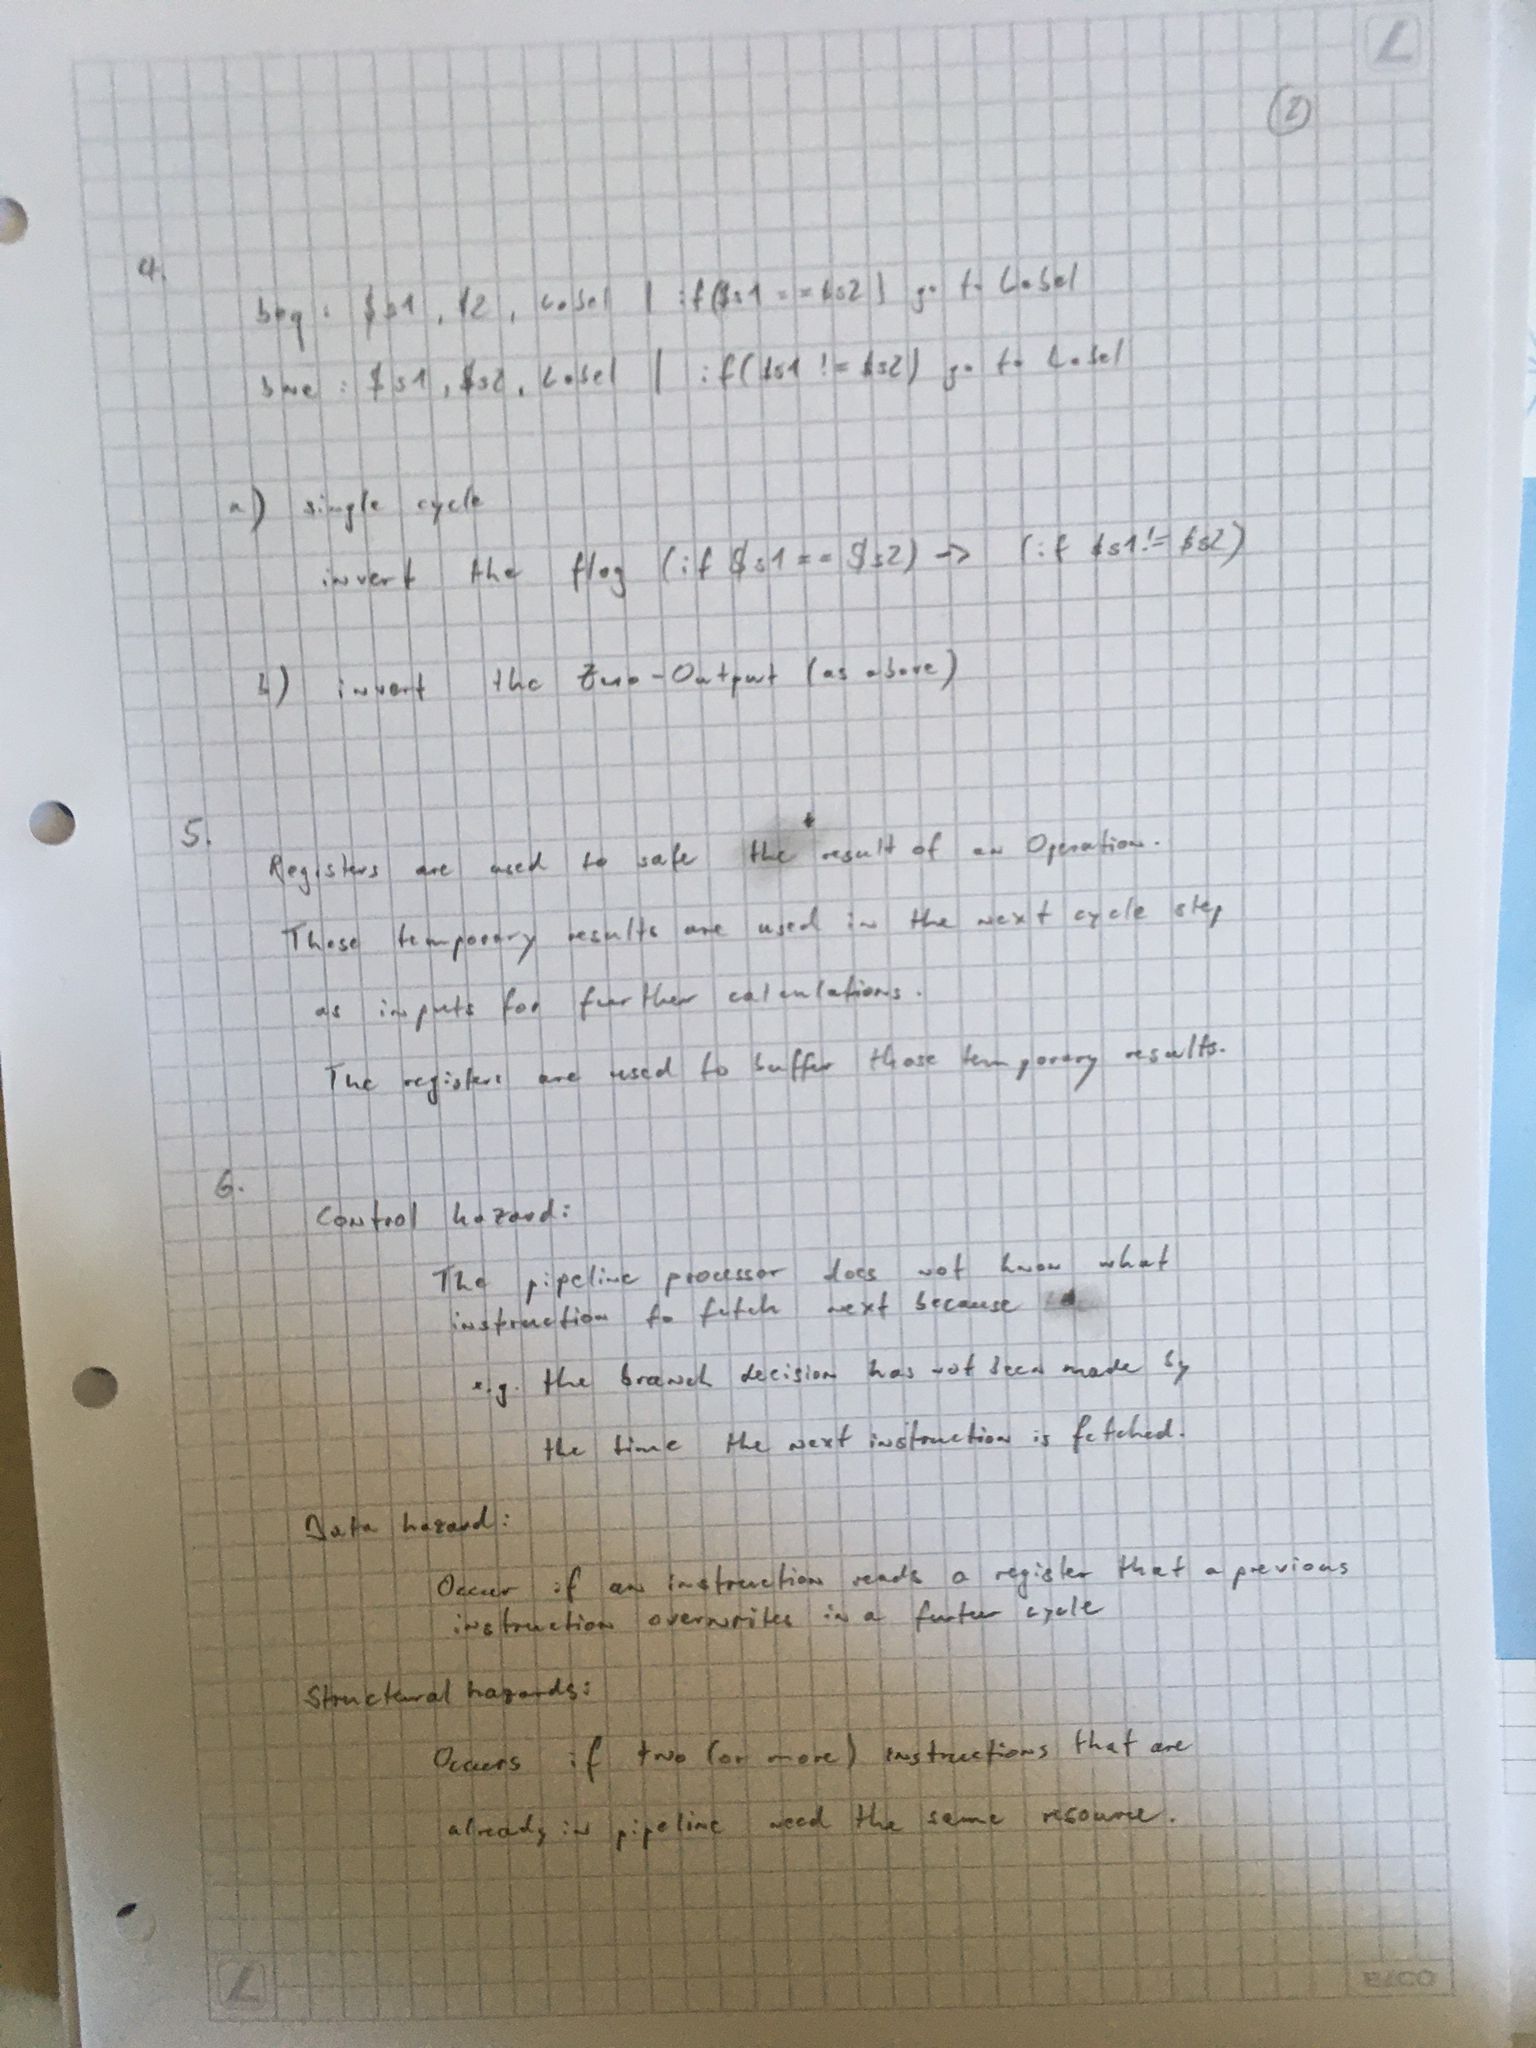 (2)
4.
beq : $s1, $2, Label | if($s1 == $s2) go to Label
bne : $s1, $s2, Label | if($s1 != $s2) go to Label
a) single cycle
invert the flag (if $s1 == $s2) -> (if $s1 != $s2)
b) invert the Zero-Output (as above)
5.
Registers are used to safe the result of an Operation.
Those temporary results are used in the next cycle step
as inputs for further calculations.
The registers are used to buffer those temporary results.
6.
Control hazard:
The pipeline processor does not know what
instruction to fetch next because
e.g. the branch decision has not been made by
the time the next instruction is fetched.
Data hazard:
Occur if an instruction reads a register that a previous
instruction overwrites in a further cycle
Structural hazards:
Occurs if two (or more) instructions that are
already in pipeline need the same resource.